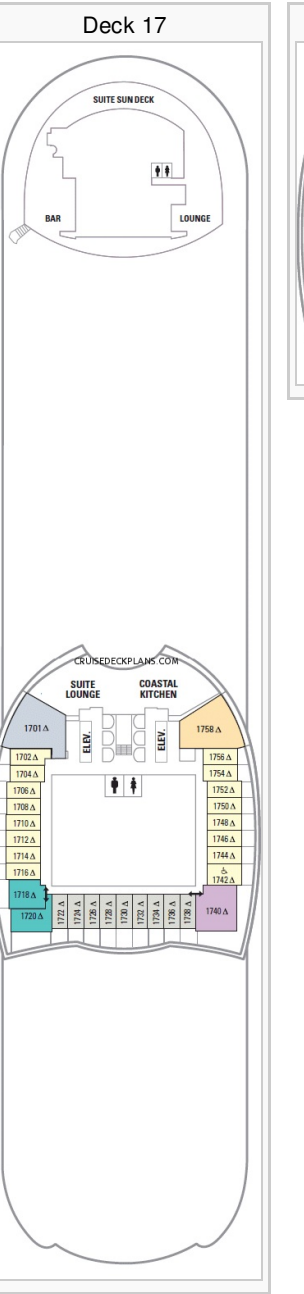 Deck 17
SUITE SUN DECK
BAR
LOUNGE
CRUISEDECKPLANS.COM
SUITE
LOUNGE
COASTAL
KITCHEN
1701 Δ
ELEV.
ELEV.
1758 Δ
1702 Δ
1704 Δ
1706 Δ
1708 Δ
1710 Δ
1712 Δ
1714 Δ
1716 Δ
1718 Δ
1720 Δ
1722 Δ
1724 Δ
1726 Δ
1728 Δ
1730 Δ
1732 Δ
1734 Δ
1736 Δ
1738 Δ
1756 Δ
1754 Δ
1752 Δ
1750 Δ
1748 Δ
1746 Δ
1744 Δ
1742 Δ
1740 Δ